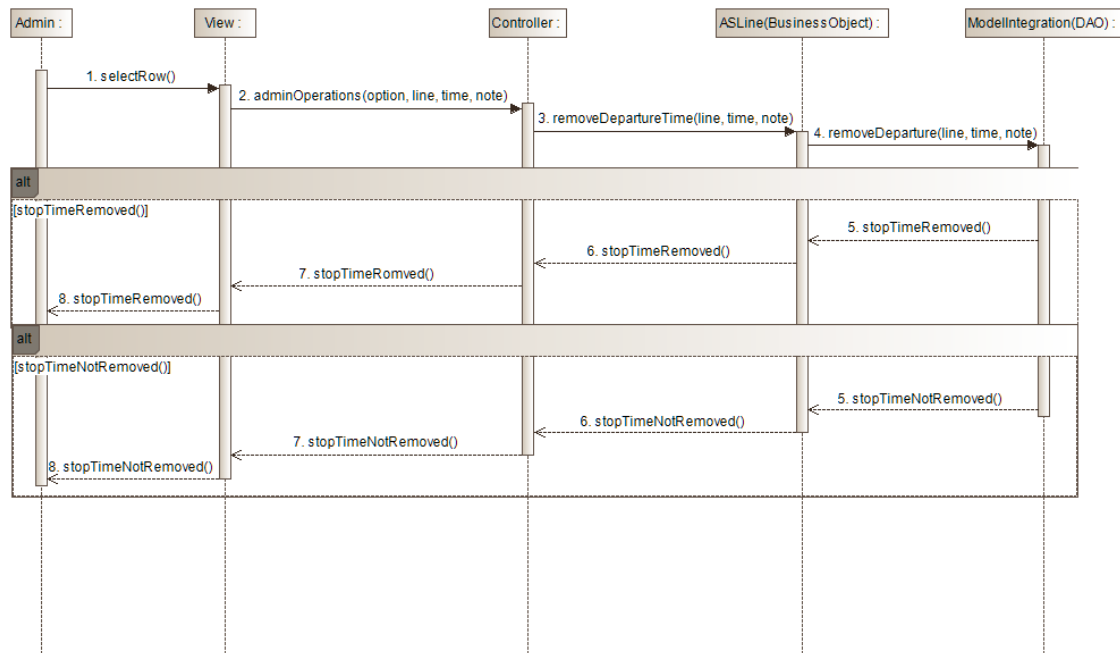 Admin :
View :
Controller :
ASLine(BusinessObject) :
ModelIntegration(DAO) :
1. selectRow()
2. adminOperations(option, line, time, note)
3. removeDepartureTime(line, time, note)
4. removeDeparture(line, time, note)
alt
[stopTimeRemoved()]
5. stopTimeRemoved()
6. stopTimeRemoved()
7. stopTimeRomved()
8. stopTimeRemoved()
alt
[stopTimeNotRemoved()]
5. stopTimeNotRemoved()
6. stopTimeNotRemoved()
7. stopTimeNotRemoved()
8. stopTimeNotRemoved()